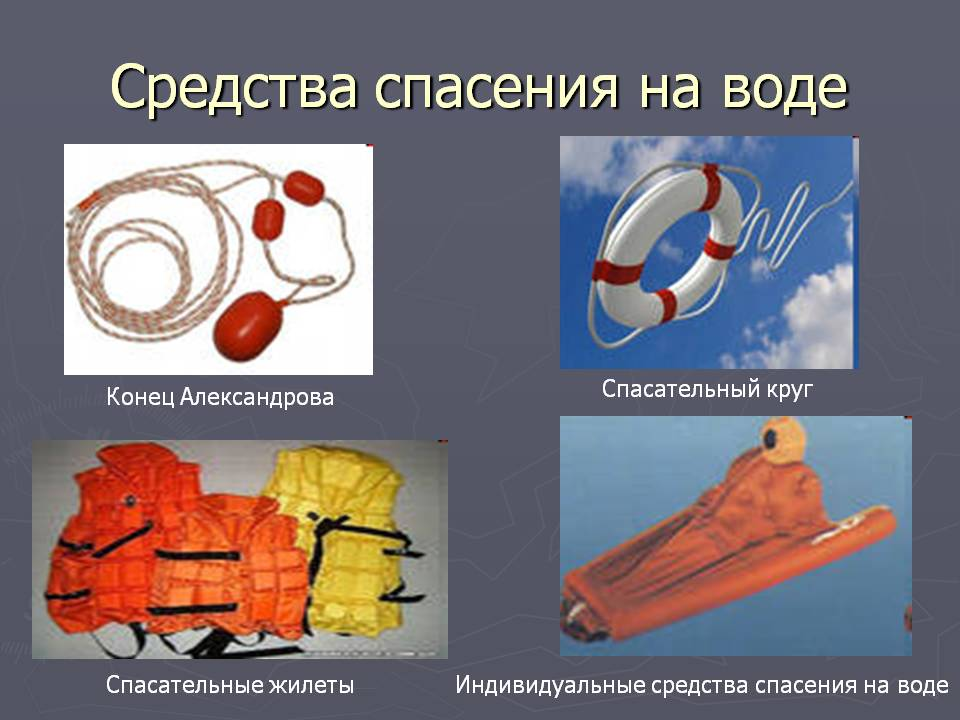 Средства спасения на воде
Конец Александрова
Спасательный круг
Спасательные жилеты
Индивидуальные средства спасения на воде